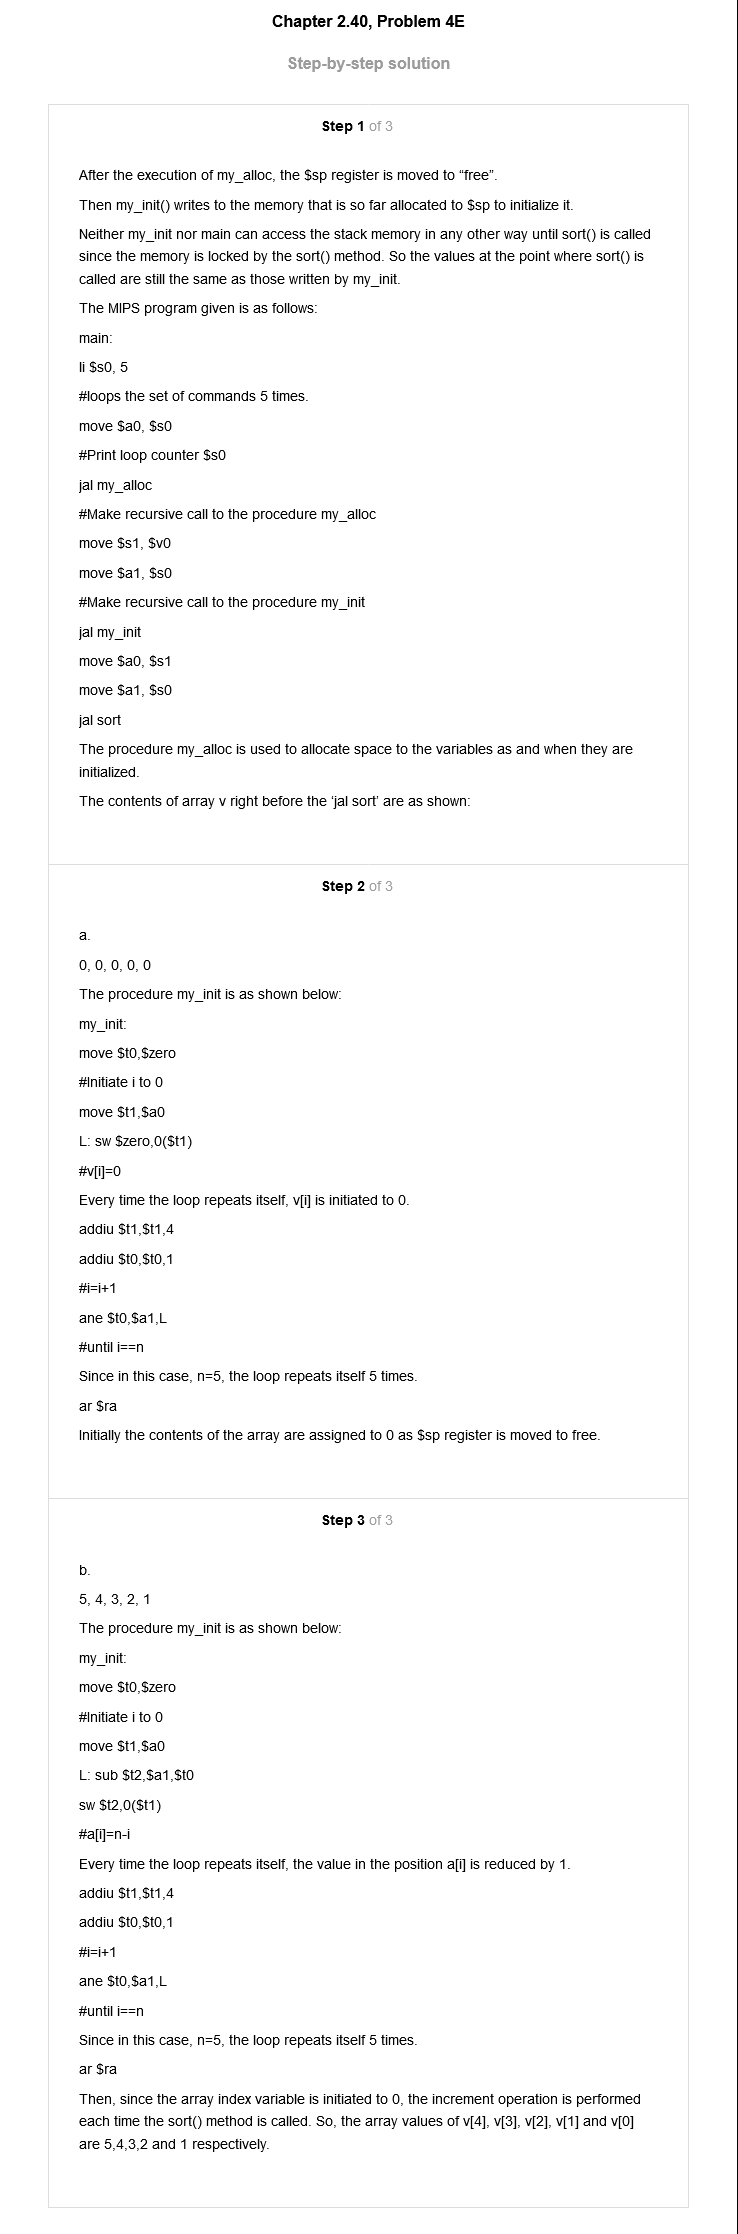 Chapter 2.40, Problem 4E
Step-by-step solution
Step 1 of 3
After the execution of my_alloc, the $sp register is moved to “free”.
Then my_init() writes to the memory that is so far allocated to $sp to initialize it.
Neither my_init nor main can access the stack memory in any other way until sort() is called
since the memory is locked by the sort() method. So the values at the point where sort() is
called are still the same as those written by my_init.
The MIPS program given is as follows:
main:
li $s0, 5
#loops the set of commands 5 times.
move $a0, $s0
#Print loop counter $s0
jal my_alloc
#Make recursive call to the procedure my_alloc
move $s1, $v0
move $a1, $s0
#Make recursive call to the procedure my_init
jal my_init
move $a0, $s1
move $a1, $s0
jal sort
The procedure my_alloc is used to allocate space to the variables as and when they are
initialized.
The contents of array v right before the ‘jal sort’ are as shown:
Step 2 of 3
a.
0, 0, 0, 0, 0
The procedure my_init is as shown below:
my_init:
move $t0,$zero
#Initiate i to 0
move $t1,$a0
L: sw $zero,0($t1)
#v[i]=0
Every time the loop repeats itself, v[i] is initiated to 0.
addiu $t1,$t1,4
addiu $t0,$t0,1
#i=i+1
ane $t0,$a1,L
#until i==n
Since in this case, n=5, the loop repeats itself 5 times.
ar $ra
Initially the contents of the array are assigned to 0 as $sp register is moved to free.
Step 3 of 3
b.
5, 4, 3, 2, 1
The procedure my_init is as shown below:
my_init:
move $t0,$zero
#Initiate i to 0
move $t1,$a0
L: sub $t2,$a1,$t0
sw $t2,0($t1)
#a[i]=n-i
Every time the loop repeats itself, the value in the position a[i] is reduced by 1.
addiu $t1,$t1,4
addiu $t0,$t0,1
#i=i+1
ane $t0,$a1,L
#until i==n
Since in this case, n=5, the loop repeats itself 5 times.
ar $ra
Then, since the array index variable is initiated to 0, the increment operation is performed
each time the sort() method is called. So, the array values of v[4], v[3], v[2], v[1] and v[0]
are 5,4,3,2 and 1 respectively.